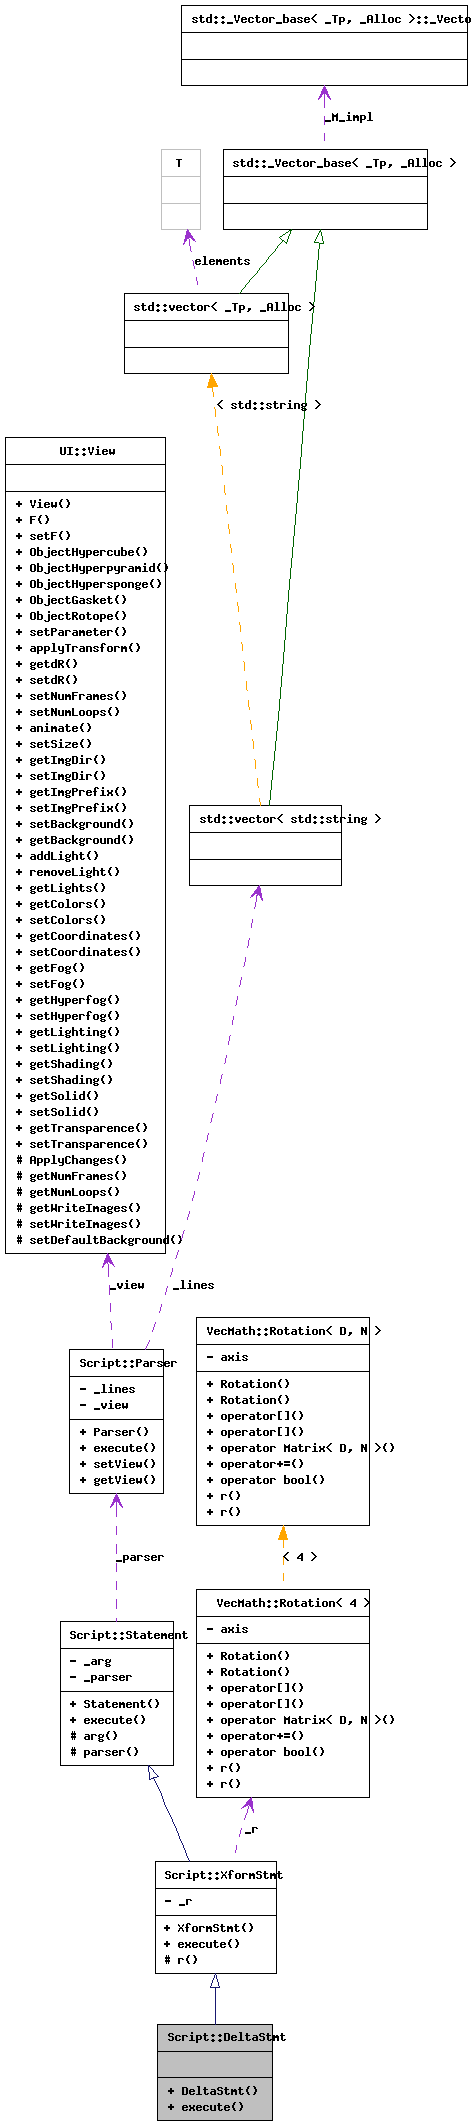 std::_Vector_base< _Tp, _Alloc >::_Vecto
_M_impl
T
std::_Vector_base< _Tp, _Alloc >
elements
std::vector< _Tp, _Alloc >
< std::string >
UI::View
+ View()
+ F()
+ setF()
+ ObjectHypercube()
+ ObjectHyperpyramid()
+ ObjectHypersponge()
+ ObjectGasket()
+ ObjectRotope()
+ setParameter()
+ applyTransform()
+ getdR()
+ setdR()
+ setNumFrames()
+ setNumLoops()
+ animate()
+ setSize()
+ getImgDir()
+ setImgDir()
+ getImgPrefix()
+ setImgPrefix()
+ setBackground()
+ getBackground()
+ addLight()
+ removeLight()
+ getLights()
+ getColors()
+ setColors()
+ getCoordinates()
+ setCoordinates()
+ getFog()
+ setFog()
+ getHyperfog()
+ setHyperfog()
+ getLighting()
+ setLighting()
+ getShading()
+ setShading()
+ getSolid()
+ setSolid()
+ getTransparence()
+ setTransparence()
# ApplyChanges()
# getNumFrames()
# getNumLoops()
# getWriteImages()
# setWriteImages()
# setDefaultBackground()
std::vector< std::string >
_view
_lines
Script::Parser
- _lines
- _view
+ Parser()
+ execute()
+ setView()
+ getView()
VecMath::Rotation< D, N >
- axis
+ Rotation()
+ Rotation()
+ operator[]()
+ operator[]()
+ operator Matrix< D, N >()
+ operator+=()
+ operator bool()
+ r()
+ r()
_parser
< 4 >
Script::Statement
- _arg
- _parser
+ Statement()
+ execute()
# arg()
# parser()
VecMath::Rotation< 4 >
- axis
+ Rotation()
+ Rotation()
+ operator[]()
+ operator[]()
+ operator Matrix< D, N >()
+ operator+=()
+ operator bool()
+ r()
+ r()
_r
Script::XformStmt
- _r
+ XformStmt()
+ execute()
# r()
Script::DeltaStmt
+ DeltaStmt()
+ execute()